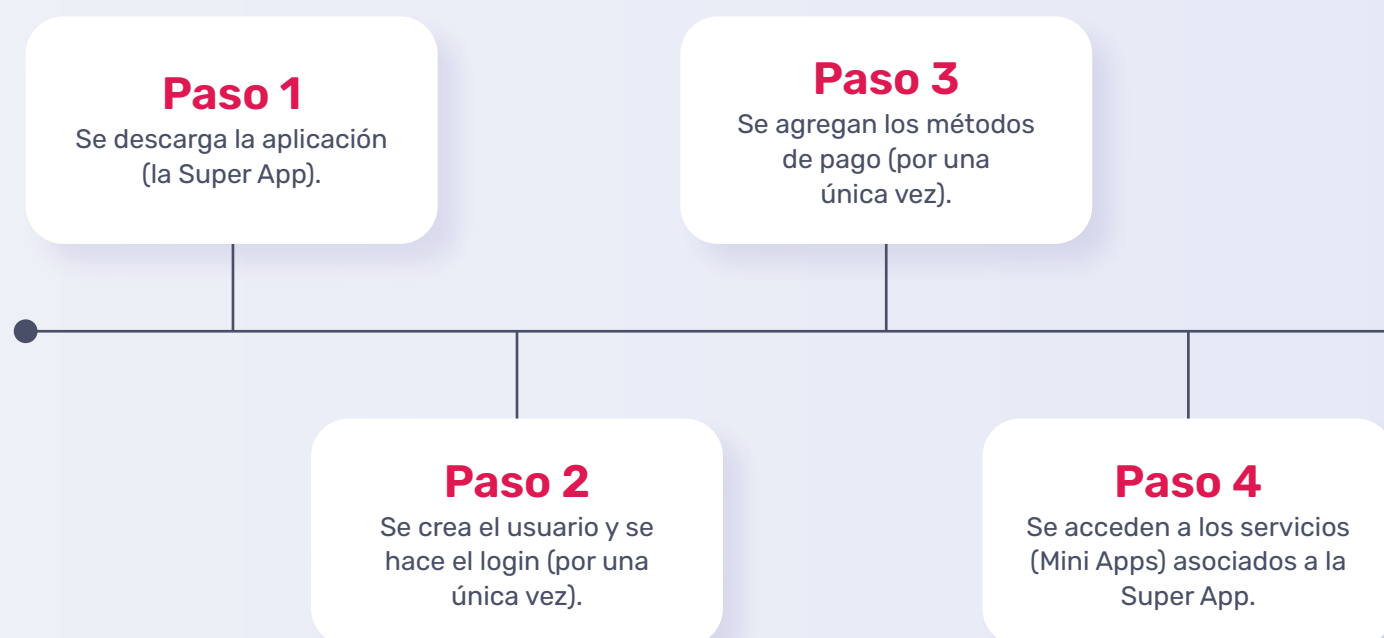 Paso 1
Se descarga la aplicación
(la Super App).
Paso 2
Se crea el usuario y se
hace el login (por una
única vez).
Paso 3
Se agregan los métodos
de pago (por una
única vez).
Paso 4
Se acceden a los servicios
(Mini Apps) asociados a la
Super App.